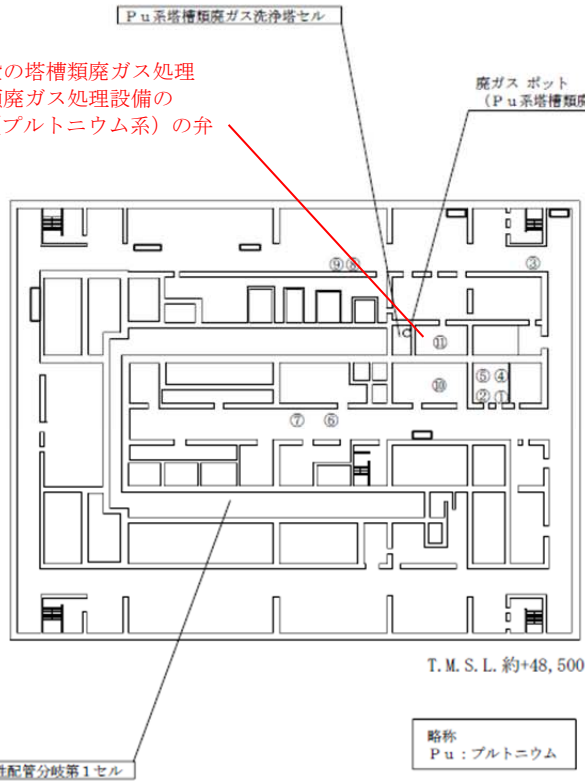 Pu系塔槽類廃ガス洗浄塔セル
の塔槽類廃ガス処理
類廃ガス処理設備の
(プルトニウム系)の弁
廃ガス ポット
(Pu系塔槽類廃
⑨⑧
③
⑪
⑩
⑤④
②①
⑦ ⑥
T.M.S.L.約+48,500
性配管分岐第1セル
略称
Pu:プルトニウム